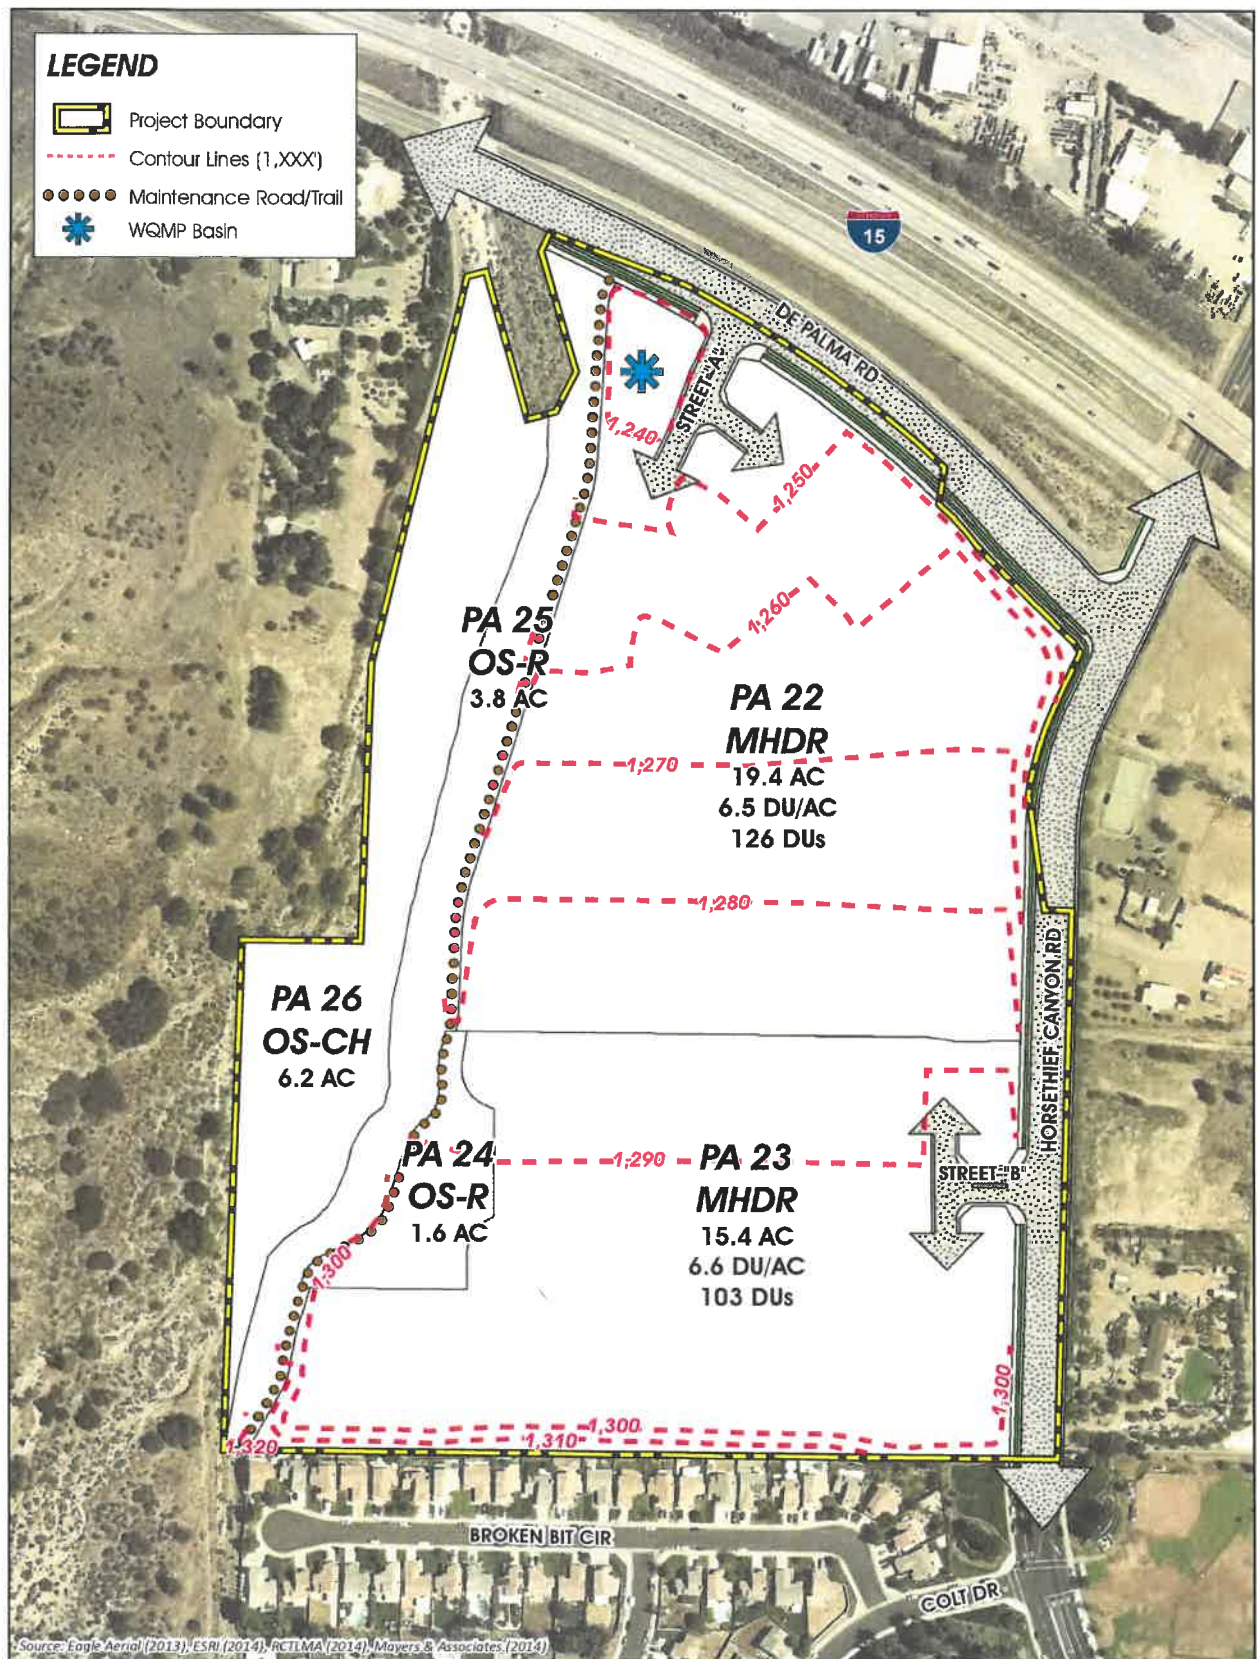 LEGEND
Project Boundary
Contour Lines (1,XXX')
Maintenance Road/Trail
WQMP Basin
15
DE PALMA RD
STREET "A"
1,240
1,250
1,260
PA 25
OS-R
3.8 AC
PA 22
MHDR
19.4 AC
6.5 DU/AC
126 DUs
1,270
1,280
HORSETHIEF CANYON RD
PA 26
OS-CH
6.2 AC
PA 24
OS-R
1.6 AC
1,290
PA 23
MHDR
15.4 AC
6.6 DU/AC
103 DUs
STREET "B"
1,300
1,300
1,300
1,310
1,320
BROKEN BIT CIR
COLT DR
Source: Eagle Aerial (2013), ESRI (2014), RCTLMA (2014), Mayers & Associates (2014)